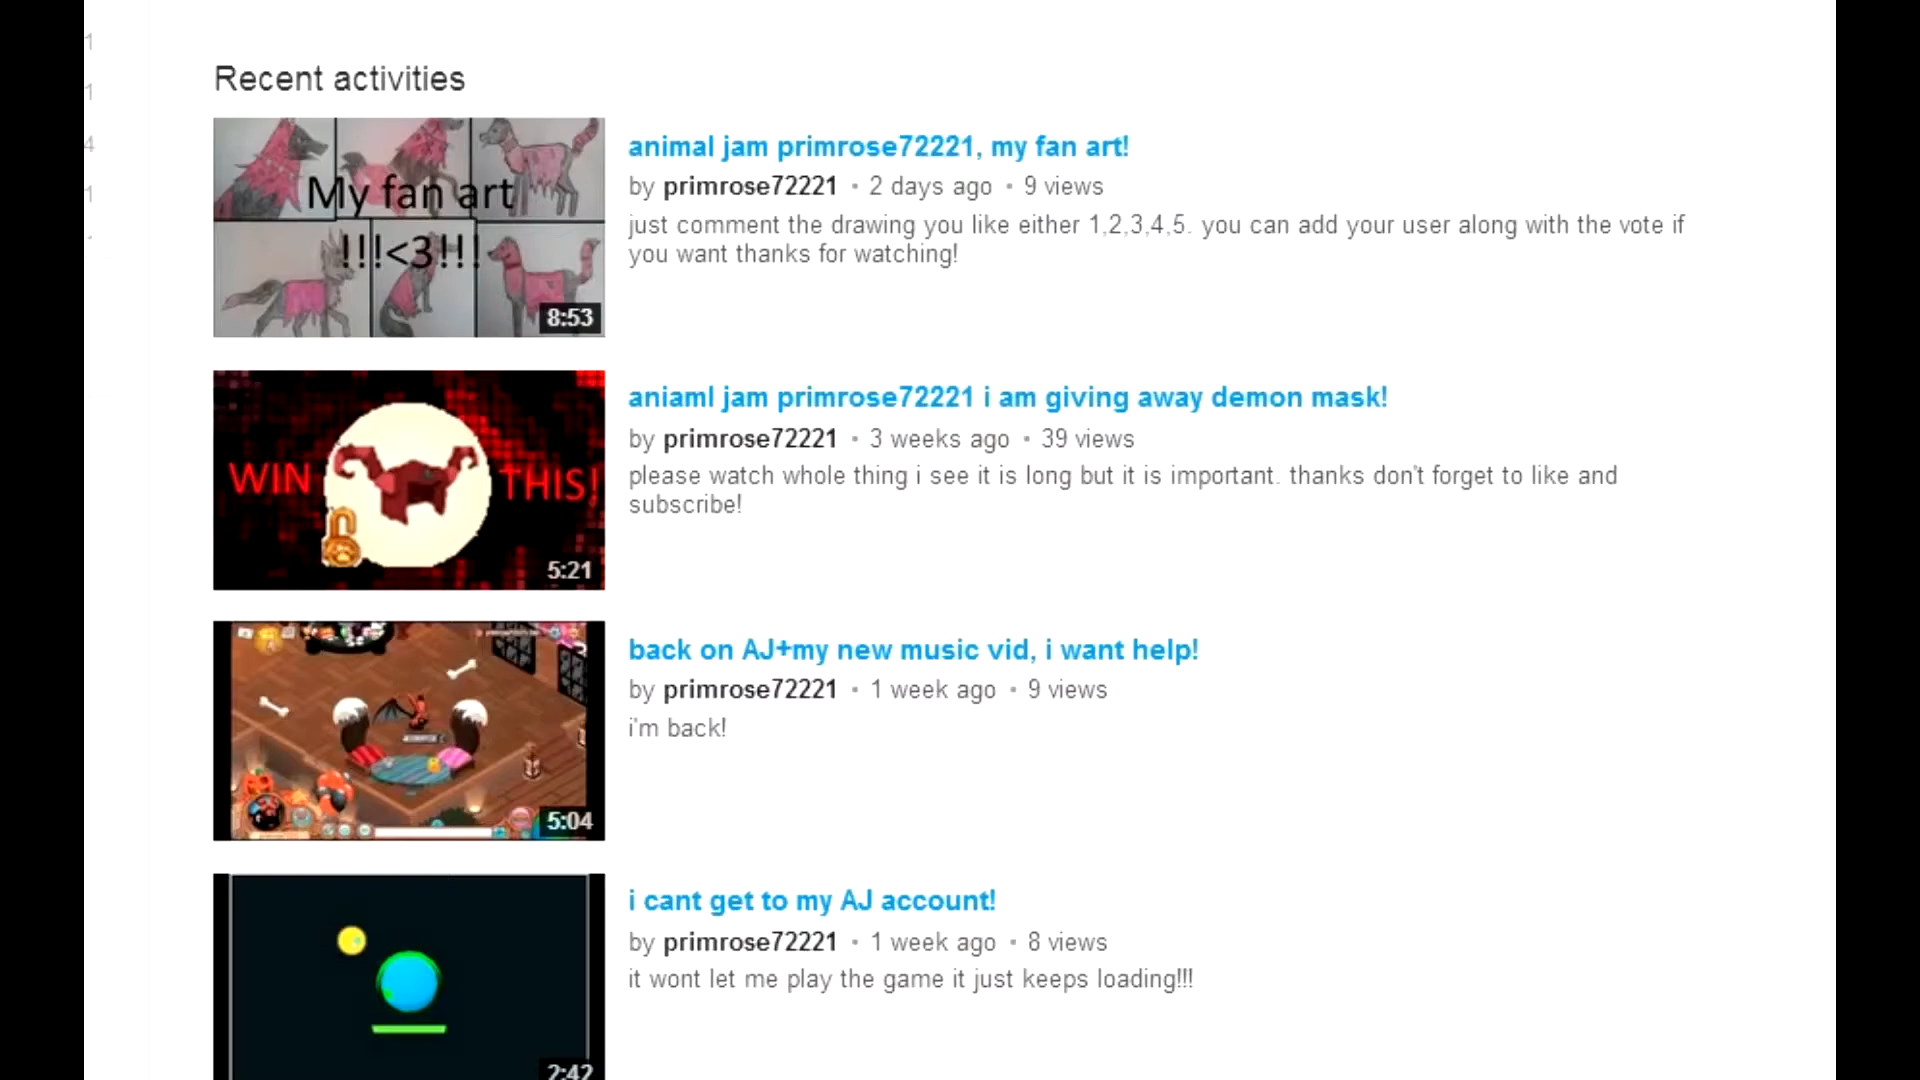 1
1
4
1
Recent activities
My fan art
!!!<3!!!
8:53
animal jam primrose72221, my fan art!
by primrose72221 • 2 days ago • 9 views
just comment the drawing you like either 1,2,3,4,5. you can add your user along with the vote if
you want thanks for watching!
WIN THIS!
5:21
aniaml jam primrose72221 i am giving away demon mask!
by primrose72221 • 3 weeks ago • 39 views
please watch whole thing i see it is long but it is important. thanks don't forget to like and
subscribe!
5:04
back on AJ+my new music vid, i want help!
by primrose72221 • 1 week ago • 9 views
i'm back!
2:42
i cant get to my AJ account!
by primrose72221 • 1 week ago • 8 views
it wont let me play the game it just keeps loading!!!